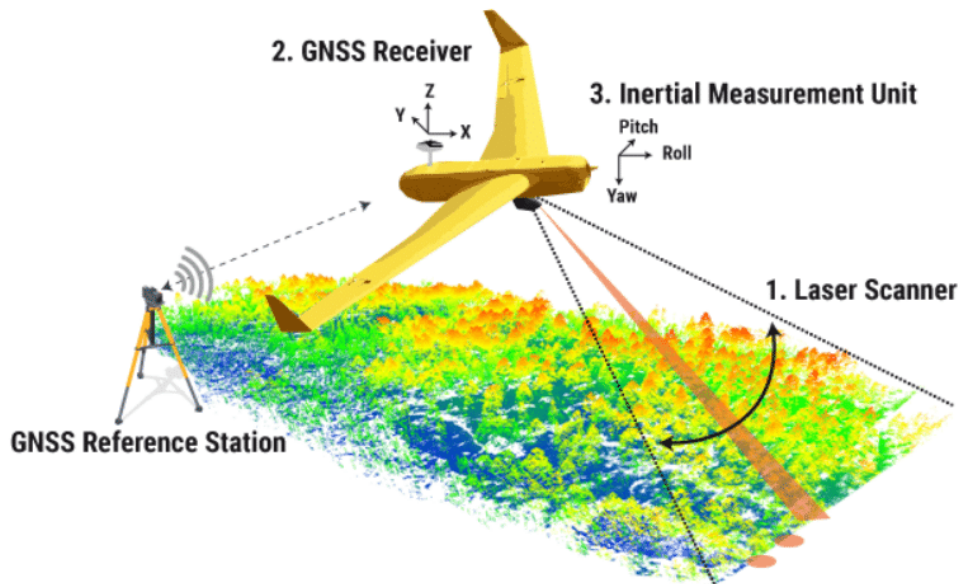 2. GNSS Receiver
Z
Y
X
3. Inertial Measurement Unit
Pitch
Roll
Yaw
1. Laser Scanner
GNSS Reference Station